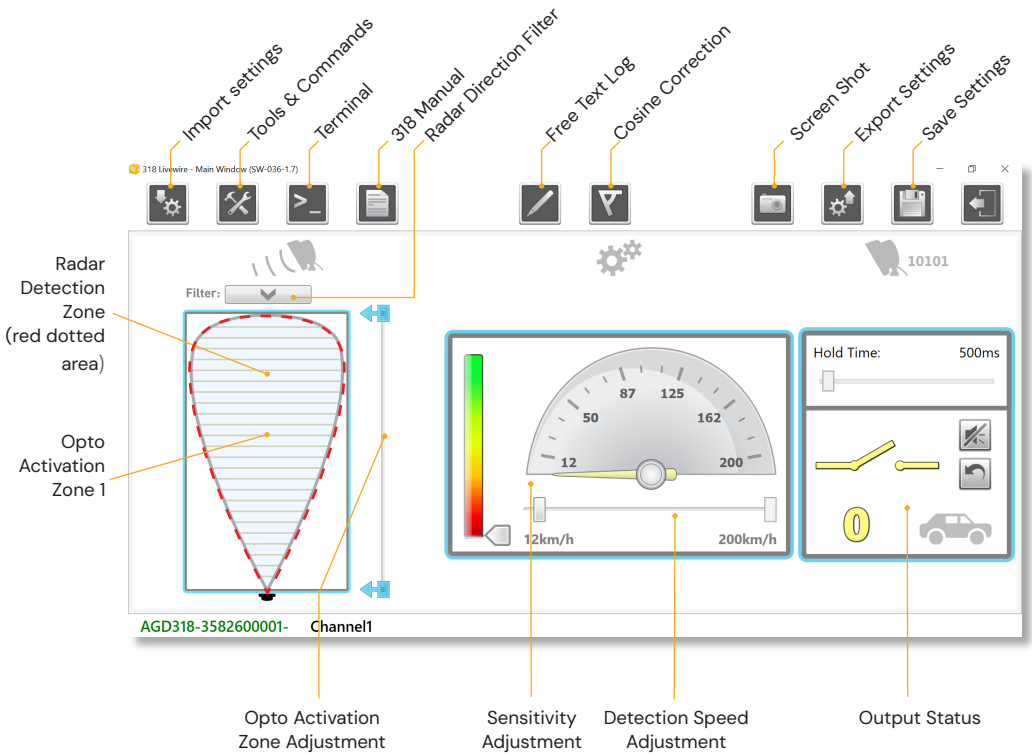 Import settings
Tools & Commands
Terminal
318 Manual
Radar Direction Filter
Free Text Log
Cosine Correction
Screen Shot
Export Settings
Save Settings
318 Livewire - Main Window (SW-036-1.7)
>_
10101
Filter:
Radar
Detection
Zone
(red dotted
area)
Opto
Activation
Zone 1
12
50
87
125
162
200
12km/h
200km/h
Hold Time:
500ms
0
AGD318-3582600001-
Channel1
Opto Activation
Zone Adjustment
Sensitivity
Adjustment
Detection Speed
Adjustment
Output Status